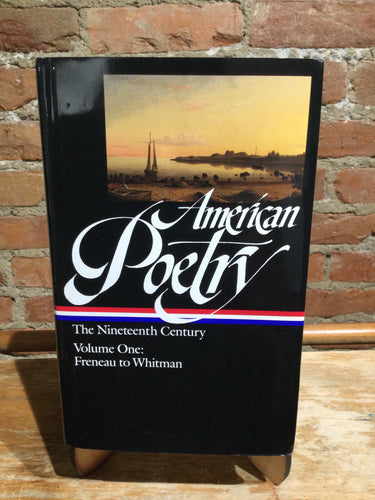 American
Poetry
The Nineteenth Century
Volume One:
Freneau to Whitman